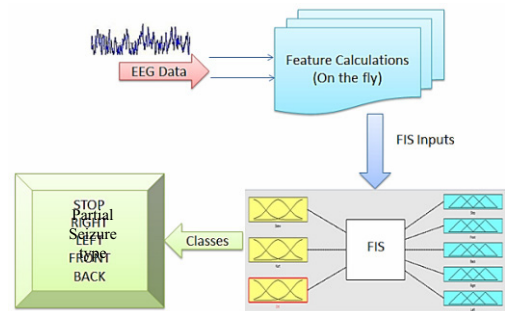 EEG Data
Feature Calculations
(On the fly)
FIS Inputs
FIS
Classes
STOP
Partial
RIGHT
Seizure
LEFT
type
FRONT
BACK